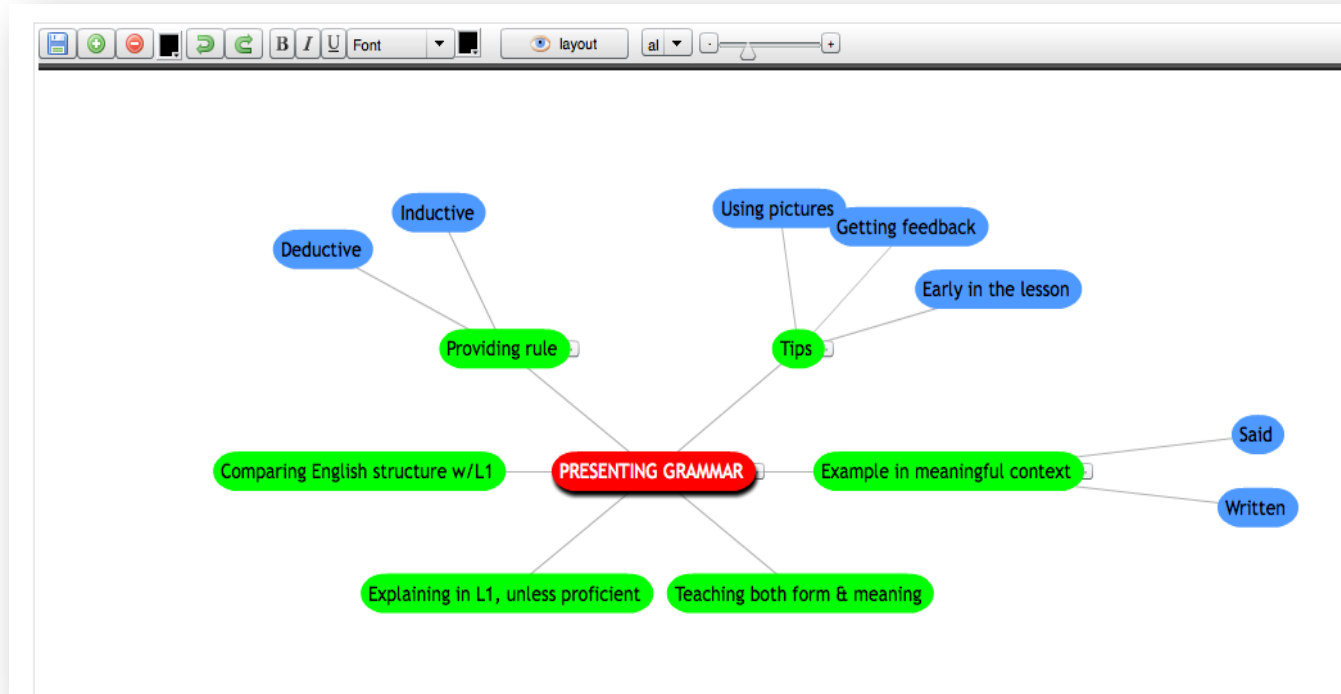 B I U Font layout al - +
Inductive
Deductive
Using pictures
Getting feedback
Early in the lesson
Providing rule
Tips
Said
Comparing English structure w/L1
PRESENTING GRAMMAR
Example in meaningful context
Written
Explaining in L1, unless proficient
Teaching both form & meaning